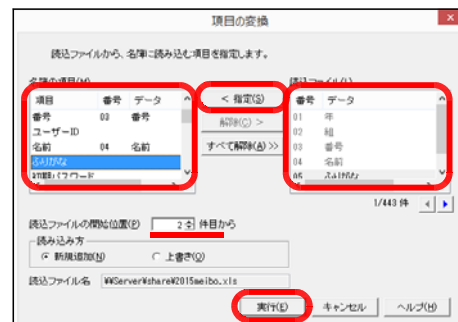 項目の変換
読込ファイルから、名簿に読み込む項目を指定します。
名簿の項目(M)
読込ファイル(L)
項目 番号 データ
番号 03 番号
ユーザーID
名前 04 名前
ふりがな
初期パスワード
< 指定(S)
解除(C) >
すべて解除(A) >>
番号 データ
01 年
02 組
03 番号
04 名前
05 ふりがな
1/443 件
読込ファイルの開始位置(P) 2 件目から
読み込み方
新規追加(N) 上書き(O)
読込ファイル名 ¥¥Server¥share¥2015meibo.xls
実行(E) キャンセル ヘルプ(H)